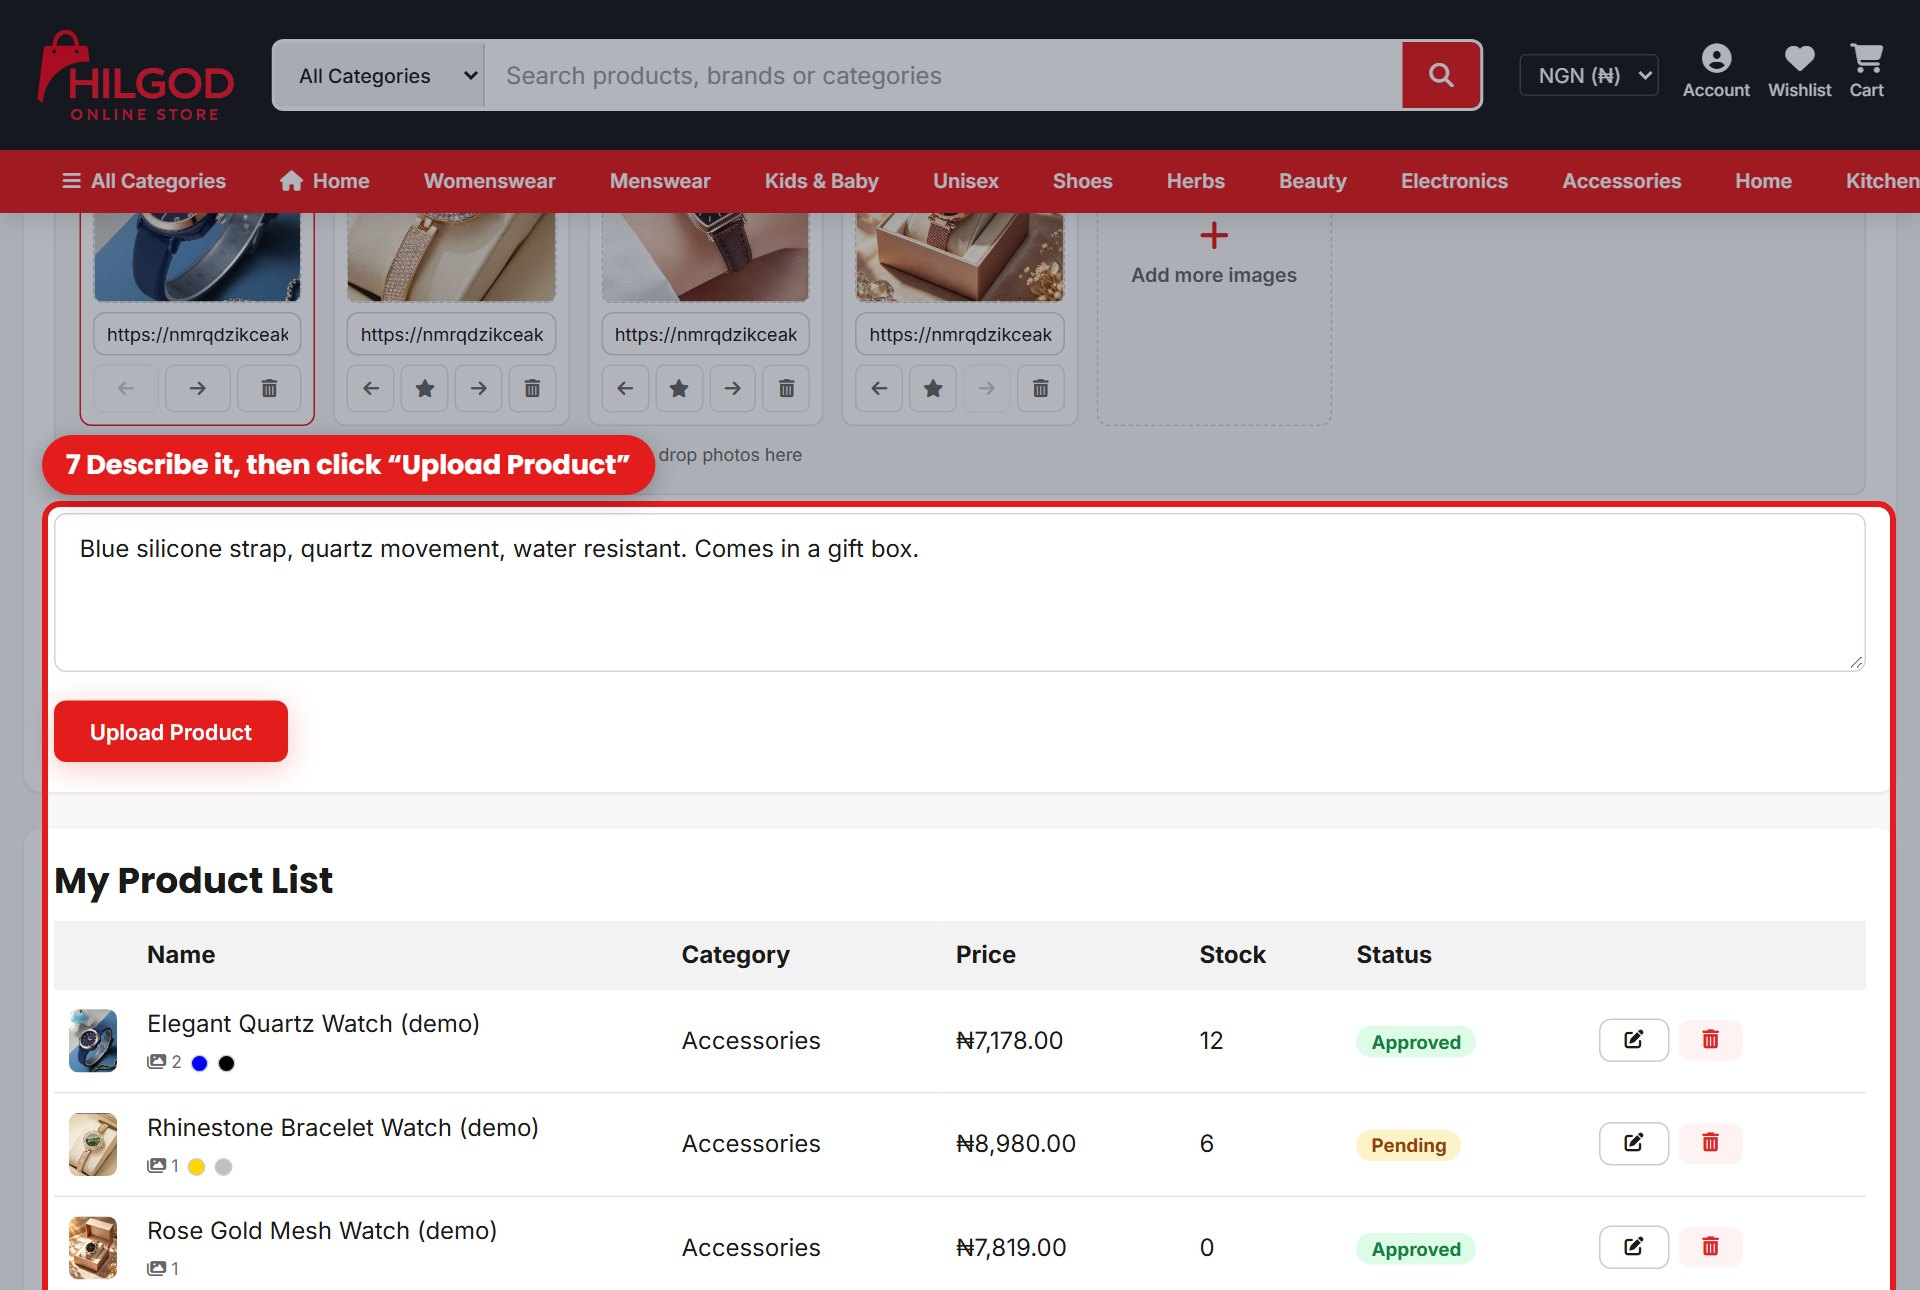 HILGOD
ONLINE STORE
All Categories
Search products, brands or categories
NGN (₦)
Account
Wishlist
Cart
All Categories
Home
Womenswear
Menswear
Kids & Baby
Unisex
Shoes
Herbs
Beauty
Electronics
Accessories
Home
Kitchen
Add more images
https://nmrqdzikceak
https://nmrqdzikceak
https://nmrqdzikceak
https://nmrqdzikceak
7 Describe it, then click “Upload Product”
drop photos here
Blue silicone strap, quartz movement, water resistant. Comes in a gift box.
Upload Product
My Product List
Name Category Price Stock Status
Elegant Quartz Watch (demo)
2
Accessories ₦7,178.00 12 Approved
Rhinestone Bracelet Watch (demo)
1
Accessories ₦8,980.00 6 Pending
Rose Gold Mesh Watch (demo)
1
Accessories ₦7,819.00 0 Approved